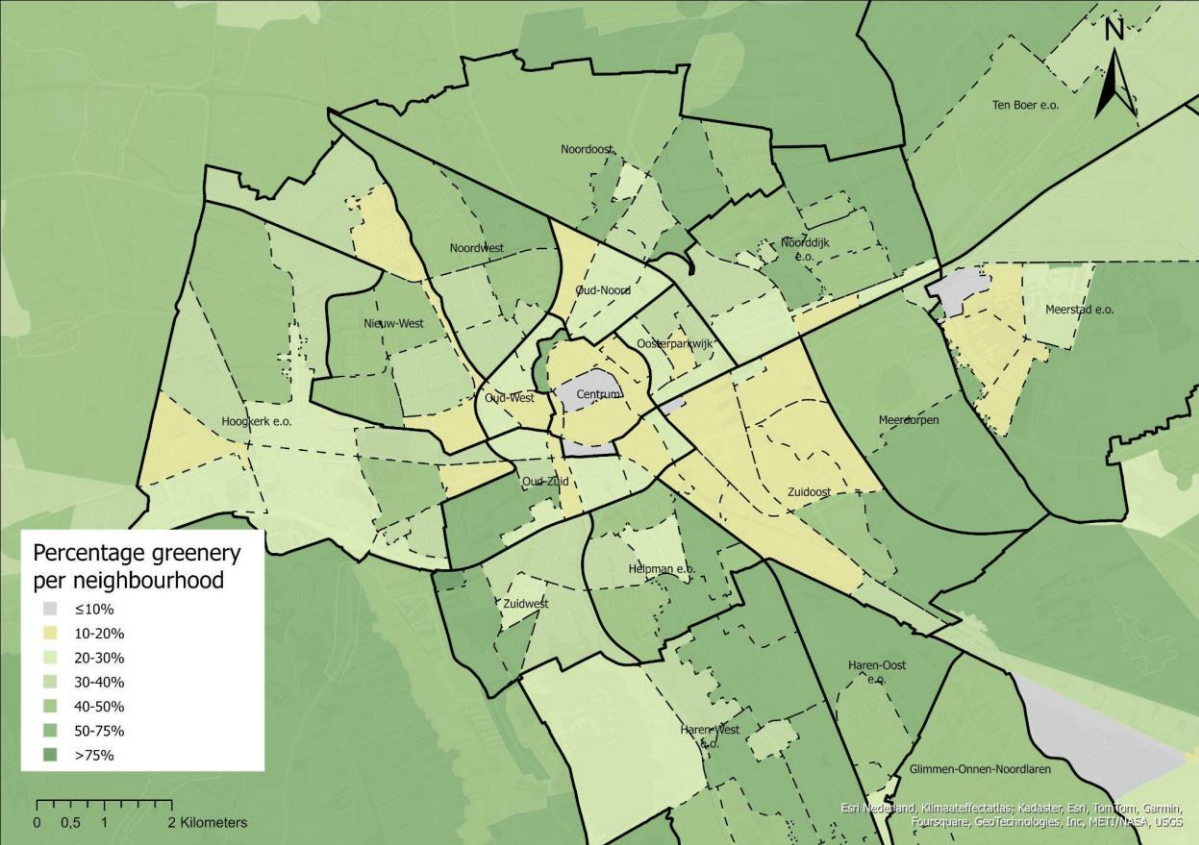 N
Ten Boer e.o.
Noordoost
Noordwest
Noorddijk
e.o.
Oud-Noord
Meerstad e.o.
Nieuw-West
Oosterparkwijk
Oud-West
Centrum
Hoogkerk e.o.
Meerdorpen
Oud-Zuid
Zuidoost
Helpman e.o.
Zuidwest
Haren-Oost
e.o.
Haren-West
e.o.
Glimmen-Onnen-Noordlaren
Percentage greenery
per neighbourhood
≤10%
10-20%
20-30%
30-40%
40-50%
50-75%
>75%
0 0,5 1 2 Kilometers
Esri Nederland, Klimaateffectatlas; Kadaster, Esri, TomTom, Garmin,
Foursquare, GeoTechnologies, Inc, METI/NASA, USGS